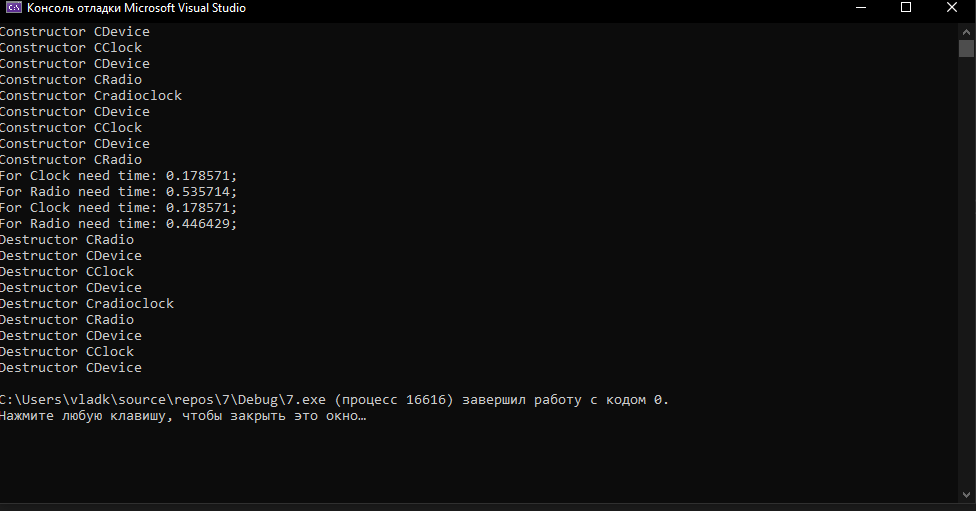 C:\ Консоль отладки Microsoft Visual Studio
Constructor CDevice
Constructor CClock
Constructor CDevice
Constructor CRadio
Constructor Cradioclock
Constructor CDevice
Constructor CClock
Constructor CDevice
Constructor CRadio
For Clock need time: 0.178571;
For Radio need time: 0.535714;
For Clock need time: 0.178571;
For Radio need time: 0.446429;
Destructor CRadio
Destructor CDevice
Destructor CClock
Destructor CDevice
Destructor Cradioclock
Destructor CRadio
Destructor CDevice
Destructor CClock
Destructor CDevice
C:\Users\vladk\source\repos\7\Debug\7.exe (процесс 16616) завершил работу с кодом 0.
Нажмите любую клавишу, чтобы закрыть это окно…